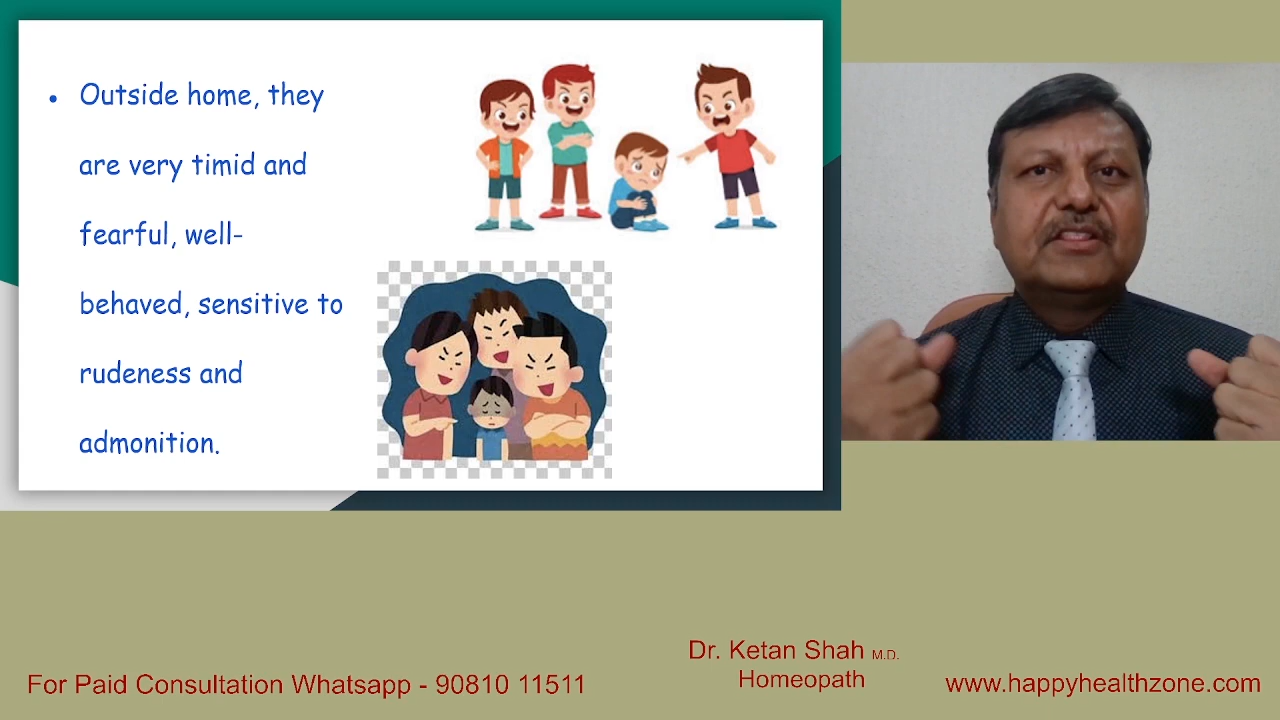 • Outside home, they
are very timid and
fearful, well-
behaved, sensitive to
rudeness and
admonition.
Dr. Ketan Shah M.D.
Homeopath
For Paid Consultation Whatsapp - 90810 11511
www.happyhealthzone.com